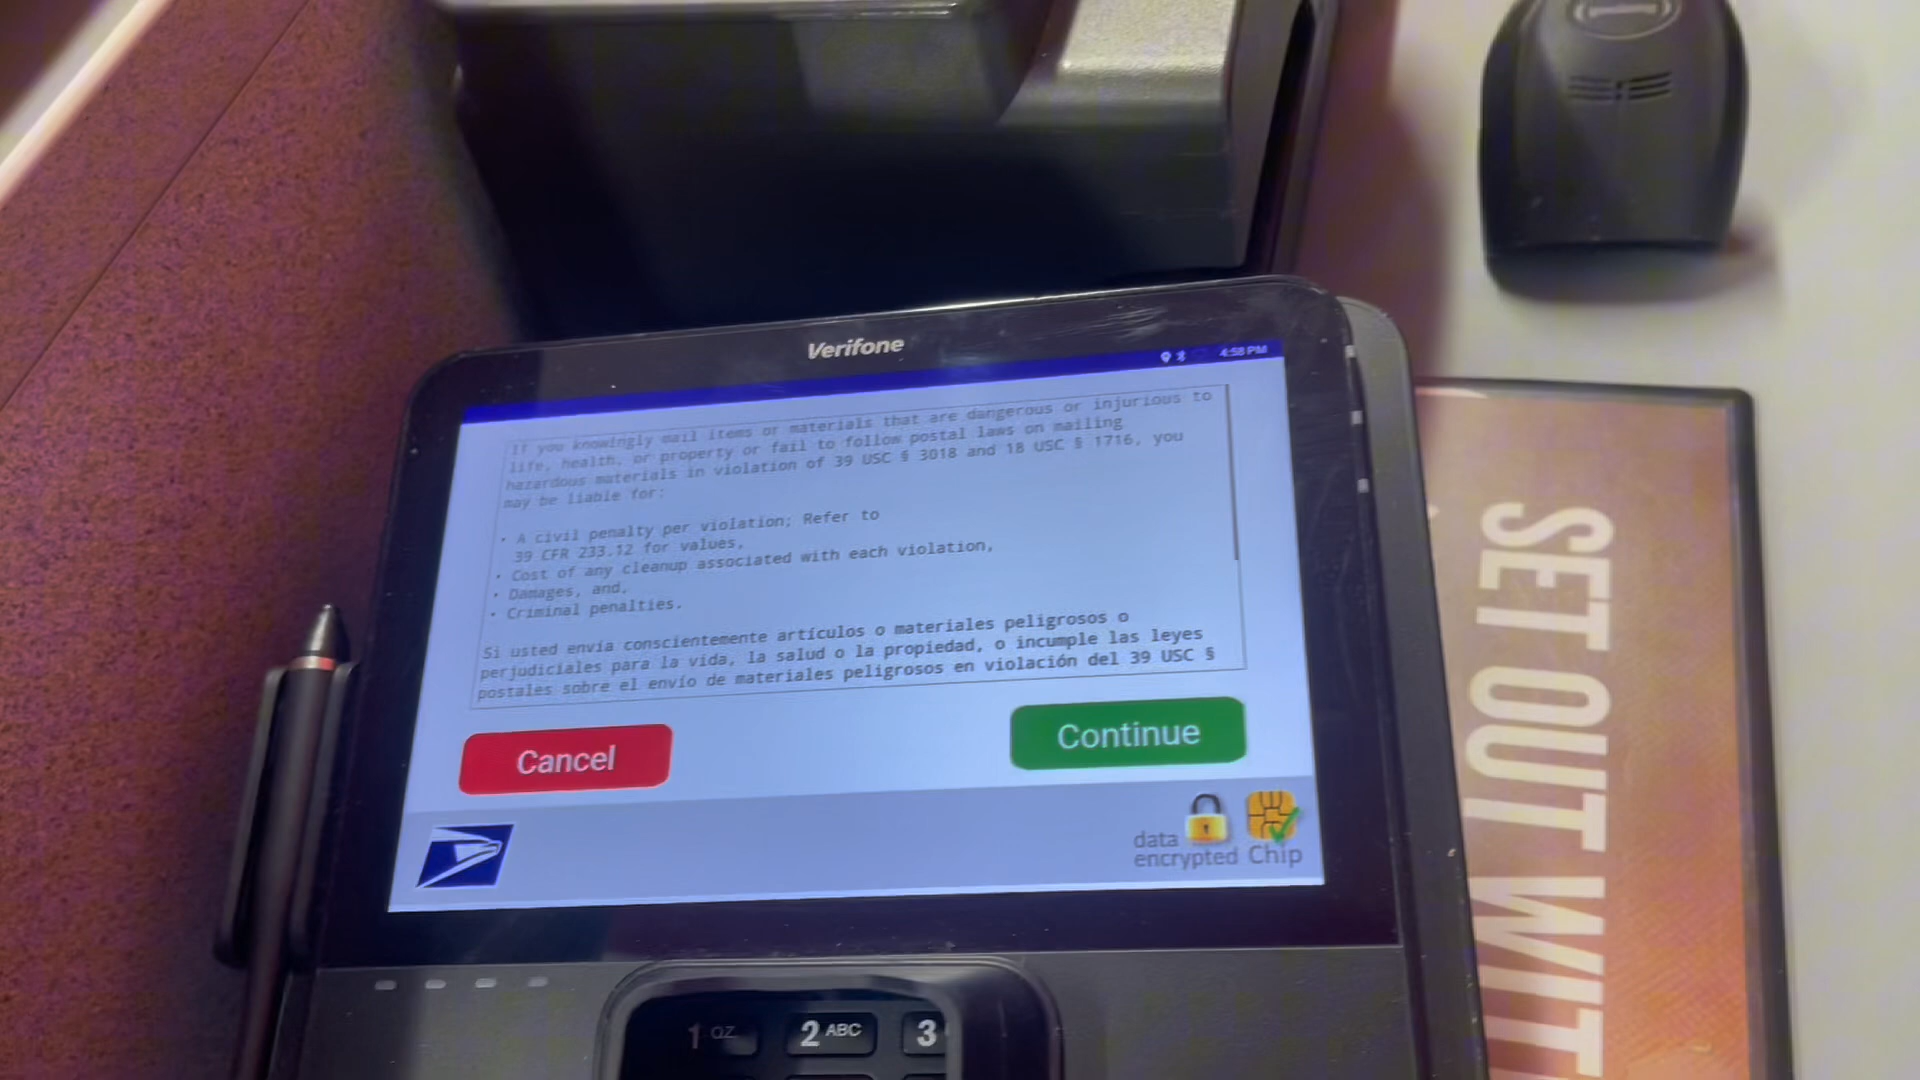 Verifone
4:58 PM
If you knowingly mail items or materials that are dangerous or injurious to
life, health, or property or fail to follow postal laws on mailing
hazardous materials in violation of 39 USC § 3018 and 18 USC § 1716, you
may be liable for:
• A civil penalty per violation; Refer to
39 CFR 233.12 for values,
• Cost of any cleanup associated with each violation,
• Damages, and,
• Criminal penalties.
Si usted envía conscientemente artículos o materiales peligrosos o
perjudiciales para la vida, la salud o la propiedad, o incumple las leyes
postales sobre el envío de materiales peligrosos en violación del 39 USC §
Cancel
Continue
data
encrypted
Chip
1 QZ
2 ABC
3
SET OUT WIT